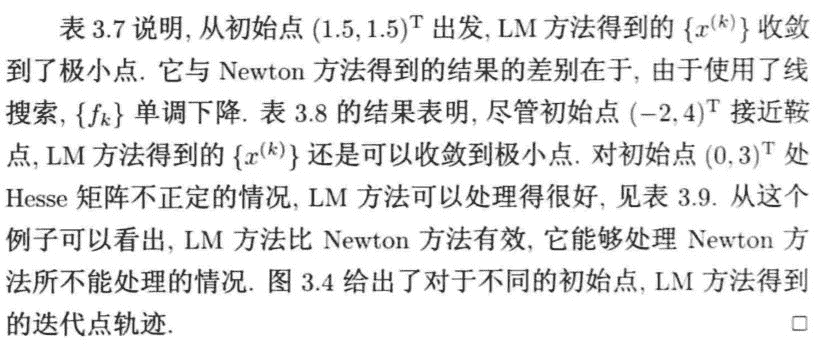 表 3.7 说明, 从初始点 (1.5, 1.5)ᵀ 出发, LM 方法得到的 {x⁽ᵏ⁾} 收敛
到了极小点. 它与 Newton 方法得到的结果的差别在于, 由于使用了线
搜索, {fₖ} 单调下降. 表 3.8 的结果表明, 尽管初始点 (−2, 4)ᵀ 接近鞍
点, LM 方法得到的 {x⁽ᵏ⁾} 还是可以收敛到极小点. 对初始点 (0, 3)ᵀ 处
Hesse 矩阵不正定的情况, LM 方法可以处理得很好, 见表 3.9. 从这个
例子可以看出, LM 方法比 Newton 方法有效, 它能够处理 Newton 方
法所不能处理的情况. 图 3.4 给出了对于不同的初始点, LM 方法得到
的迭代点轨迹. □